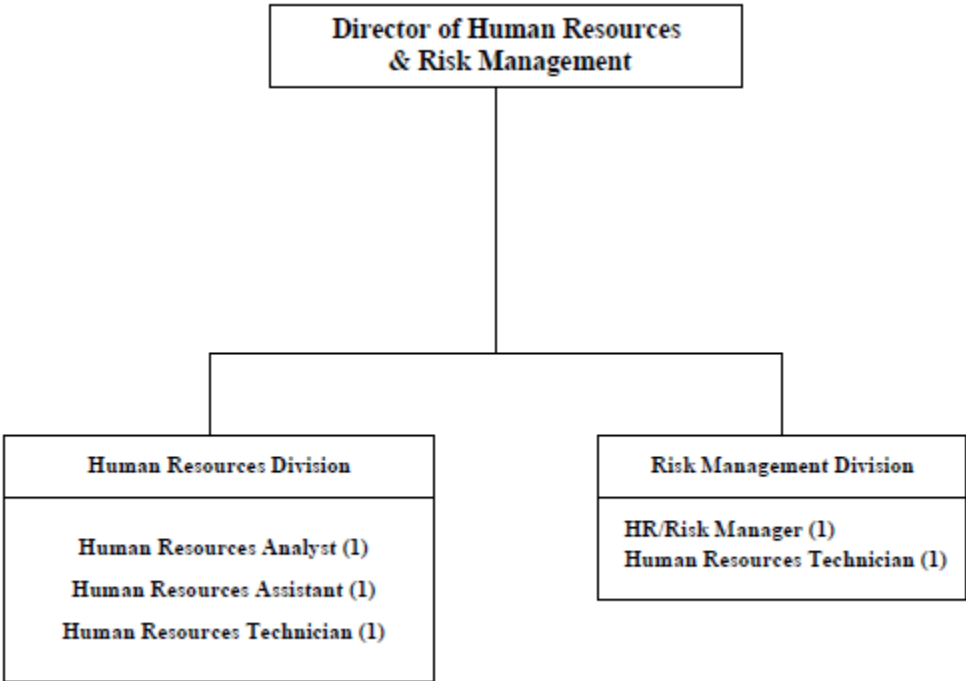 Director of Human Resources
& Risk Management
Human Resources Division
Human Resources Analyst (1)
Human Resources Assistant (1)
Human Resources Technician (1)
Risk Management Division
HR/Risk Manager (1)
Human Resources Technician (1)